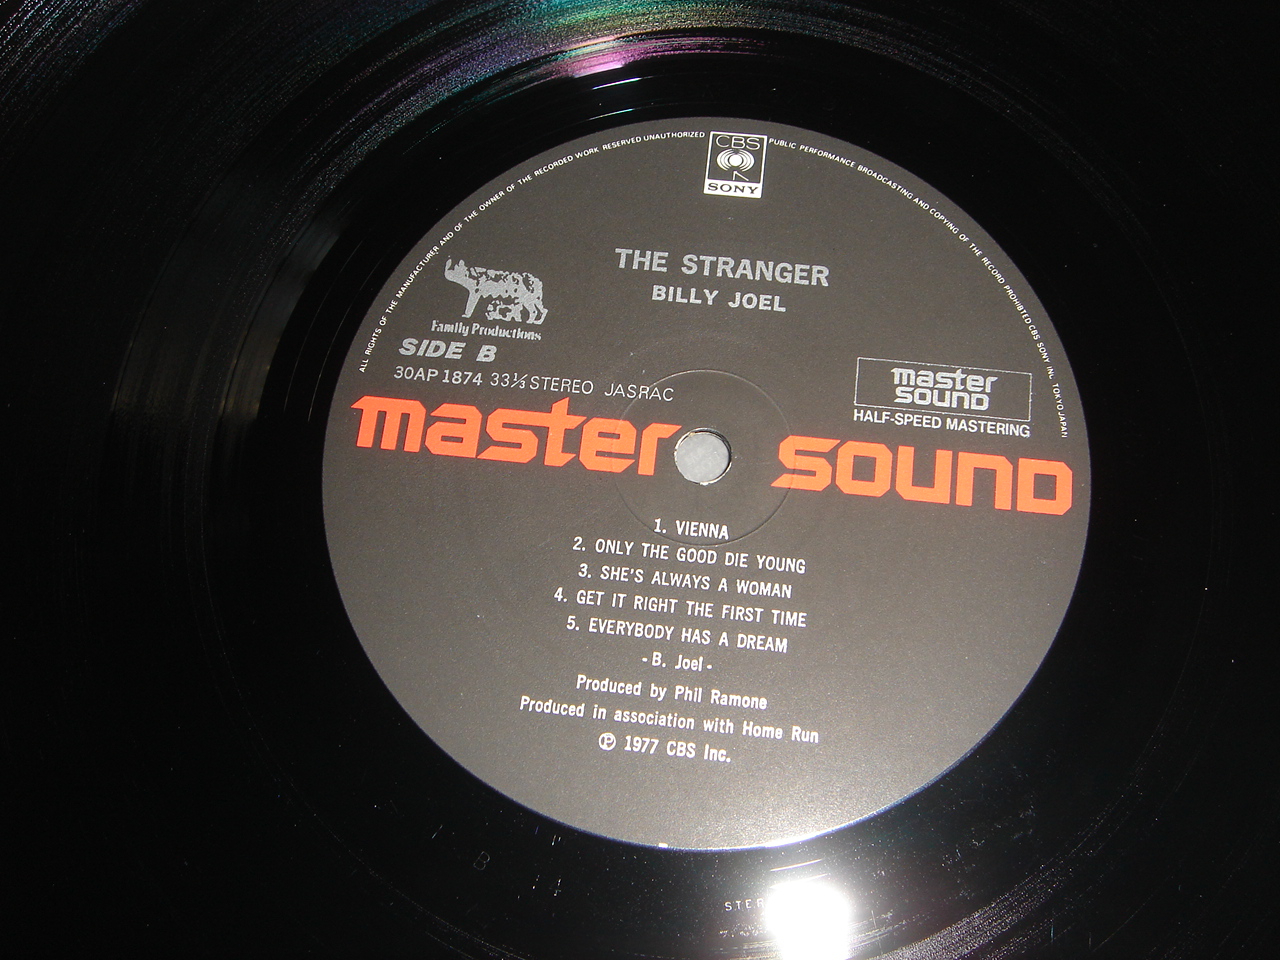 ALL RIGHTS OF THE MANUFACTURER AND OF THE OWNER OF THE RECORDED WORK RESERVED UNAUTHORIZED PUBLIC PERFORMANCE BROADCASTING AND COPYING OF THE RECORD PROHIBITED CBS SONY INC. TOKYO JAPAN
CBS
SONY
THE STRANGER
BILLY JOEL
Family Productions
SIDE B
30AP 1874 33⅓ STEREO JASRAC
master
SOUND
HALF-SPEED MASTERING
master SOUND
1. VIENNA
2. ONLY THE GOOD DIE YOUNG
3. SHE'S ALWAYS A WOMAN
4. GET IT RIGHT THE FIRST TIME
5. EVERYBODY HAS A DREAM
- B. Joel -
Produced by Phil Ramone
Produced in association with Home Run
℗ 1977 CBS Inc.